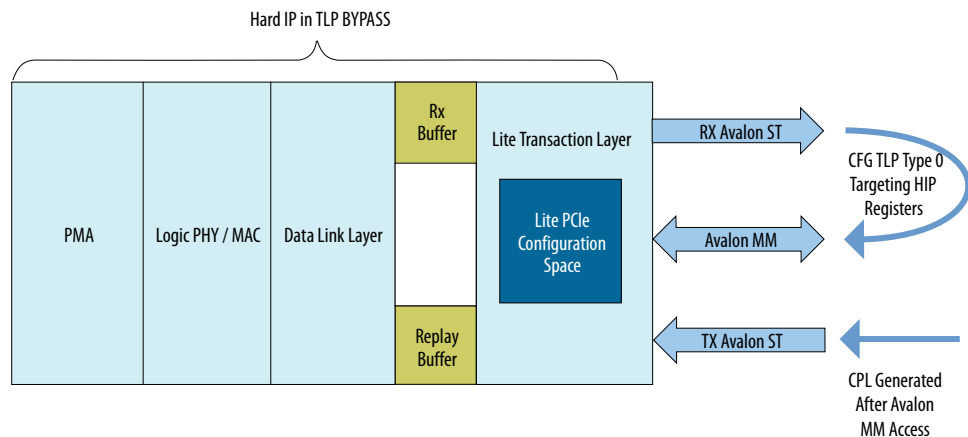 Hard IP in TLP BYPASS
PMA
Logic PHY / MAC
Data Link Layer
Rx
Buffer
Replay
Buffer
Lite Transaction Layer
Lite PCIe
Configuration
Space
RX Avalon ST
Avalon MM
TX Avalon ST
CFG TLP Type 0
Targeting HIP
Registers
CPL Generated
After Avalon
MM Access